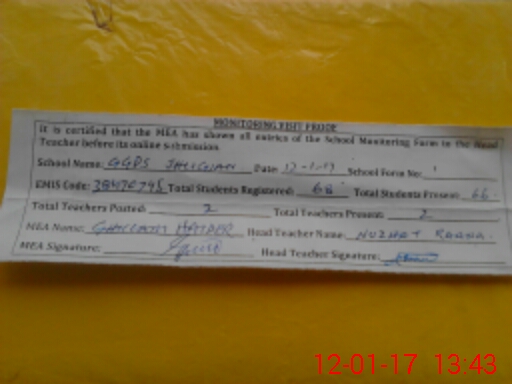 MONITORING VISIT PROOF
It is certified that the MEA has shown all entries of the School Monitoring Form to the Head
Teacher before its online submission.
School Name: GGPS Date 12-1-17 School Form No: 1
EMIS Code: Total Students Registered: 68 Total Students Present: 66
Total Teachers Posted: 2 Total Teachers Present: 2
MEA Name: GHULAM HAIDER Head Teacher Name: NUZHAT
MEA Signature: Head Teacher Signature:
12-01-17 13:43